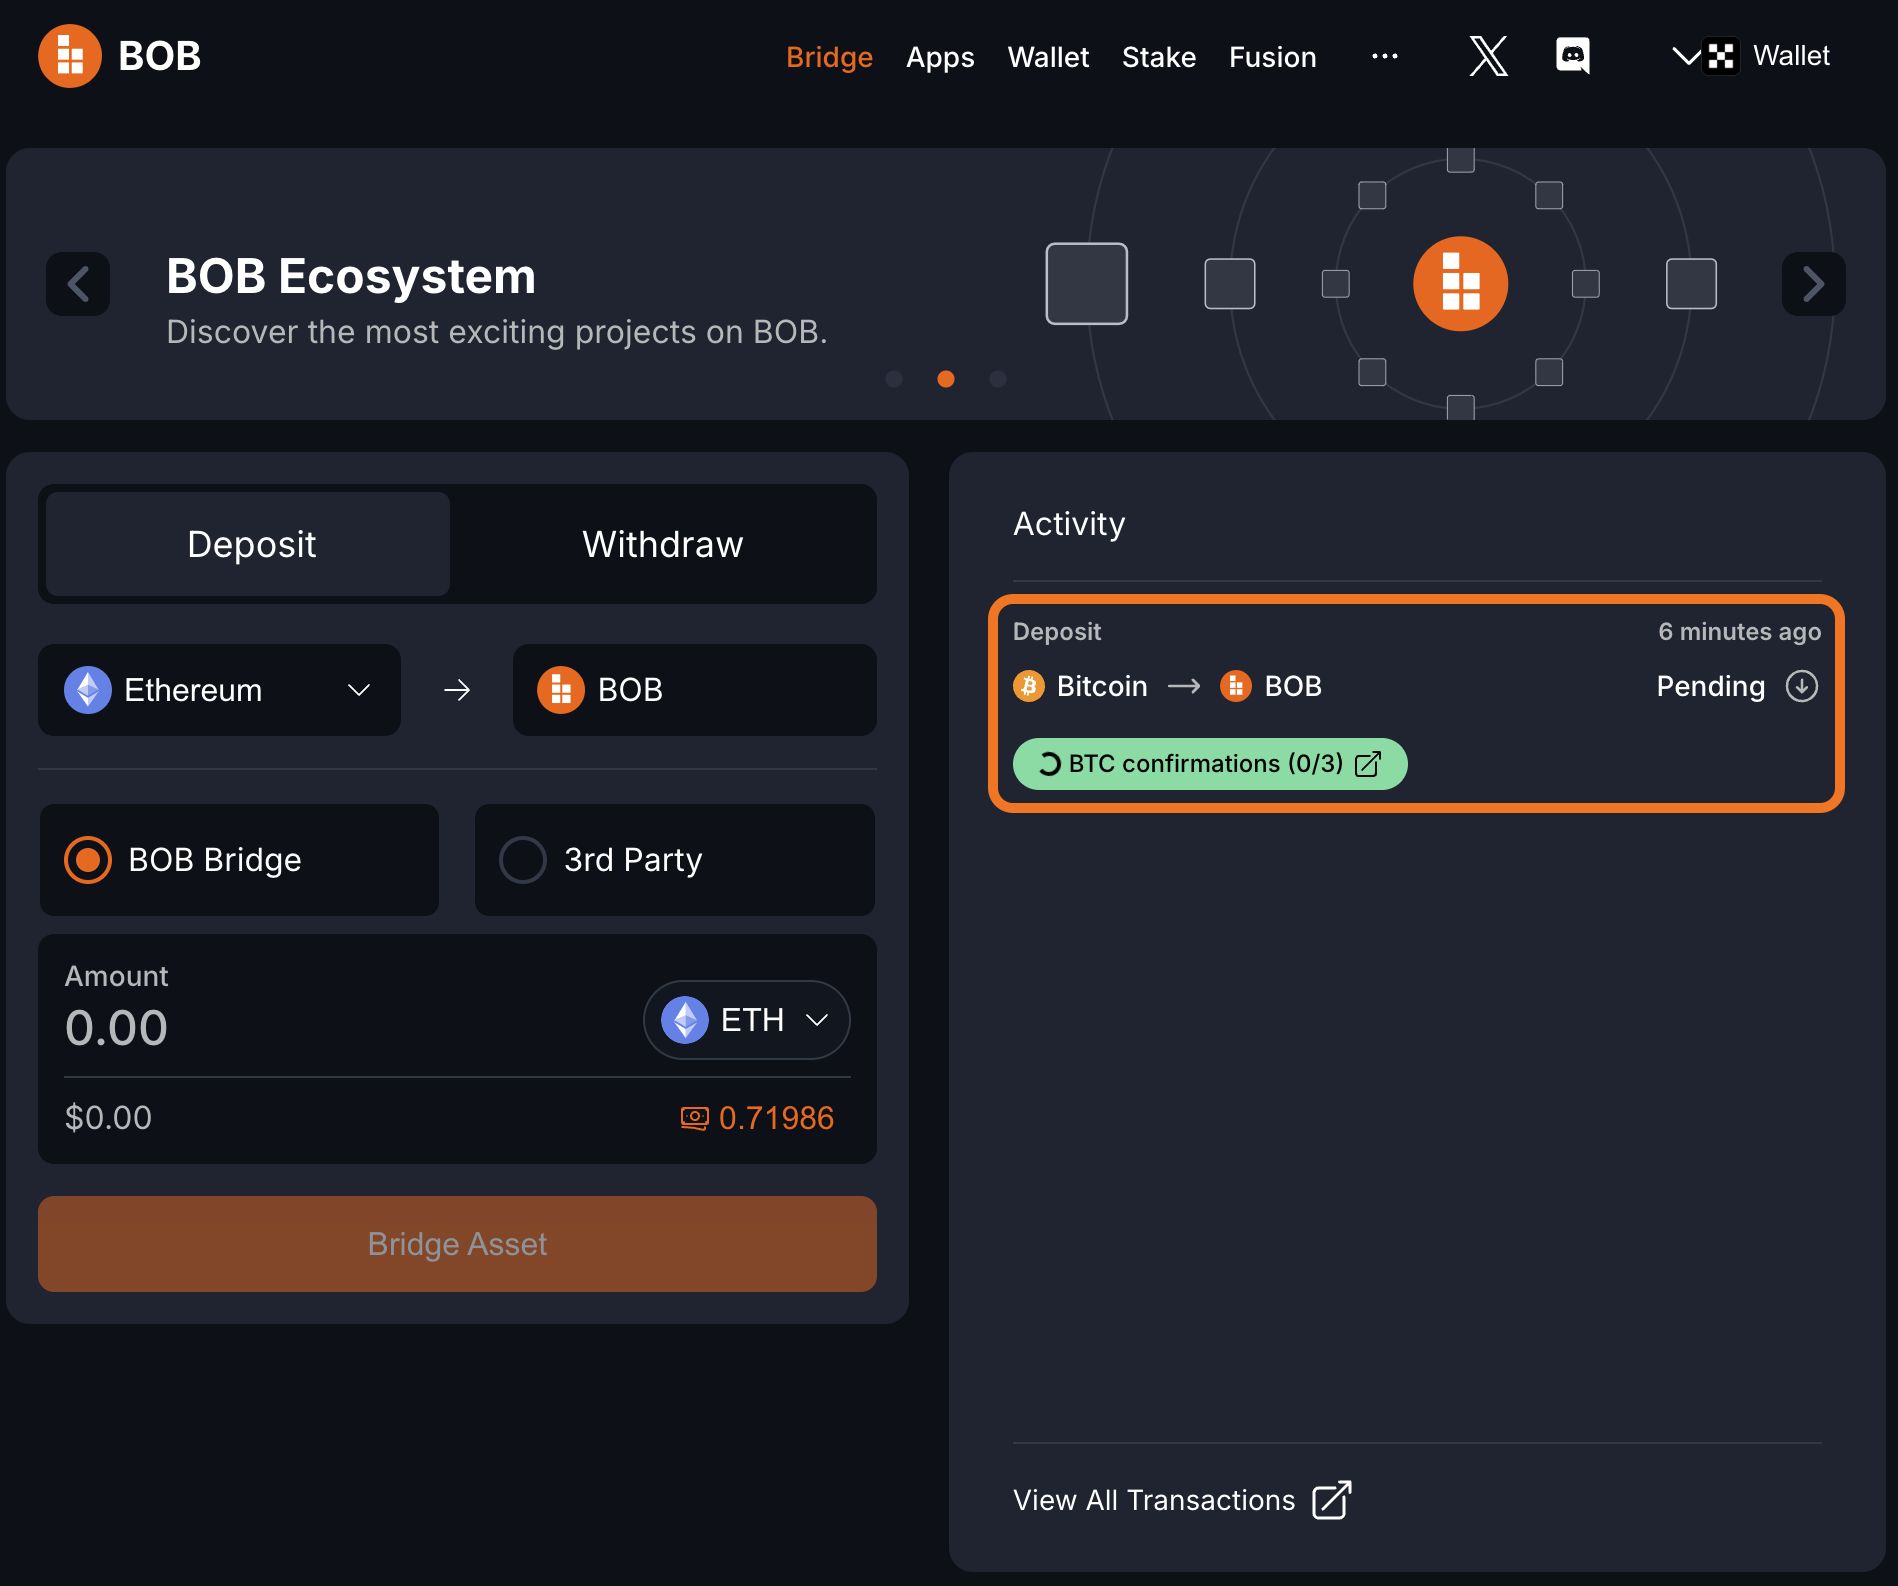 BOB
Bridge Apps Wallet Stake Fusion ... Wallet
BOB Ecosystem
Discover the most exciting projects on BOB.
Deposit Withdraw
Ethereum → BOB
BOB Bridge 3rd Party
Amount
0.00
ETH
$0.00 0.71986
Bridge Asset
Activity
Deposit 6 minutes ago
Bitcoin → BOB Pending
BTC confirmations (0/3)
View All Transactions